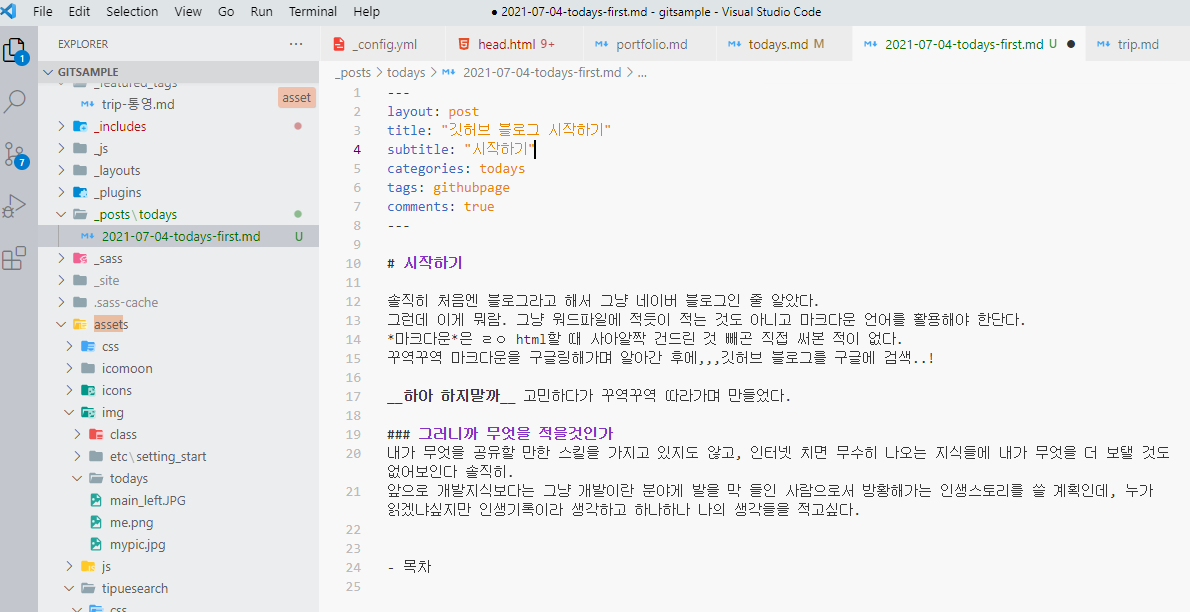 File Edit Selection View Go Run Terminal Help
● 2021-07-04-todays-first.md - gitsample - Visual Studio Code
1
7
EXPLORER ...
GITSAMPLE
_featured_tags
trip-통영.md
asset
_includes
_js
_layouts
_plugins
_posts\todays
2021-07-04-todays-first.md U
_sass
_site
.sass-cache
assets
css
icomoon
icons
img
class
etc\setting_start
todays
main_left.JPG
me.png
mypic.jpg
js
tipuesearch
css
_config.yml
head.html 9+
portfolio.md
todays.md M
2021-07-04-todays-first.md U ●
trip.md
_posts > todays > 2021-07-04-todays-first.md > ...
1 ---
2 layout: post
3 title: "깃허브 블로그 시작하기"
4 subtitle: "시작하기"
5 categories: todays
6 tags: githubpage
7 comments: true
8 ---
9
10 # 시작하기
11
12 솔직히 처음엔 블로그라고 해서 그냥 네이버 블로그인 줄 알았다.
13 그런데 이게 뭐람. 그냥 워드파일에 적듯이 적는 것도 아니고 마크다운 언어를 활용해야 한단다.
14 *마크다운*은 ㄹㅇ html할 때 사아알짝 건드린 것 빼곤 직접 써본 적이 없다.
15 꾸역꾸역 마크다운을 구글링해가며 알아간 후에,,,깃허브 블로그를 구글에 검색..!
16
17 __하아 하지말까__ 고민하다가 꾸역꾸역 따라가며 만들었다.
18
19 ### 그러니까 무엇을 적을것인가
20 내가 무엇을 공유할 만한 스킬을 가지고 있지도 않고, 인터넷 치면 무수히 나오는 지식들에 내가 무엇을 더 보탤 것도
없어보인다 솔직히.
21 앞으로 개발지식보다는 그냥 개발이란 분야게 발을 막 들인 사람으로서 방황해가는 인생스토리를 쓸 계획인데, 누가
읽겠냐싶지만 인생기록이라 생각하고 하나하나 나의 생각들을 적고싶다.
22
23
24 - 목차
25